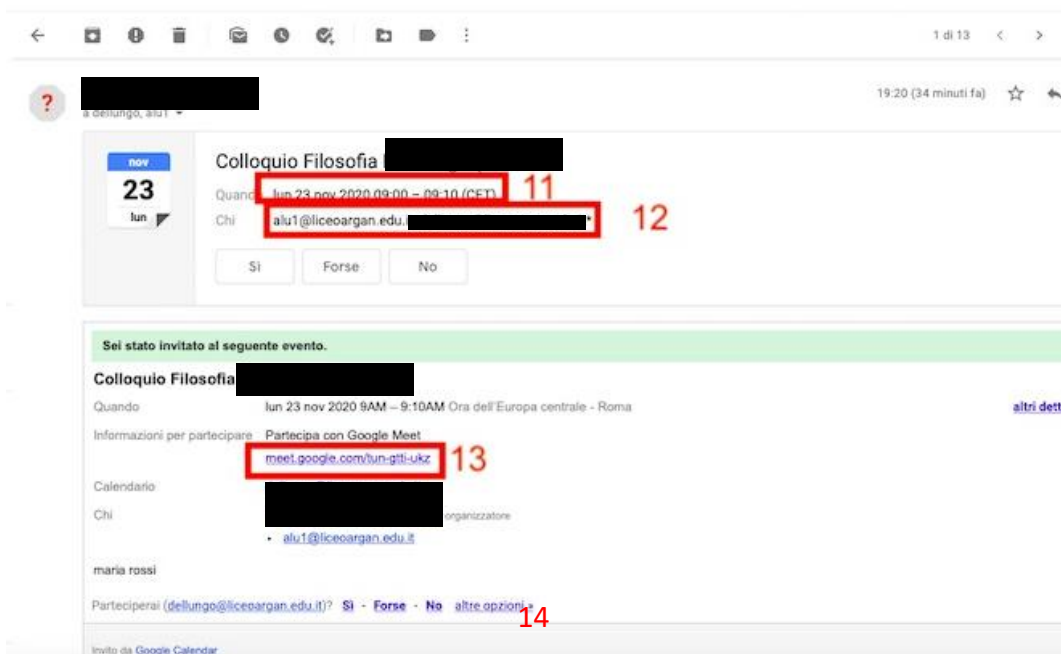 1 di 13
?
19:20 (34 minuti fa)
a dellungo, alu1
nov
23
lun
Colloquio Filosofia
Quando lun 23 nov 2020 09:00 – 09:10 (CET)
11
Chi alu1@liceoargan.edu. *
12
Sì Forse No
Sei stato invitato al seguente evento.
Colloquio Filosofia
Quando lun 23 nov 2020 9AM – 9:10AM Ora dell'Europa centrale - Roma
altri dett
Informazioni per partecipare Partecipa con Google Meet
meet.google.com/tun-gtti-ukz
13
Calendario
Chi organizzatore
• alu1@liceoargan.edu.it
maria rossi
Parteciperai (dellungo@liceoargan.edu.it)? Sì - Forse - No altre opzioni »
14
Invito da Google Calendar